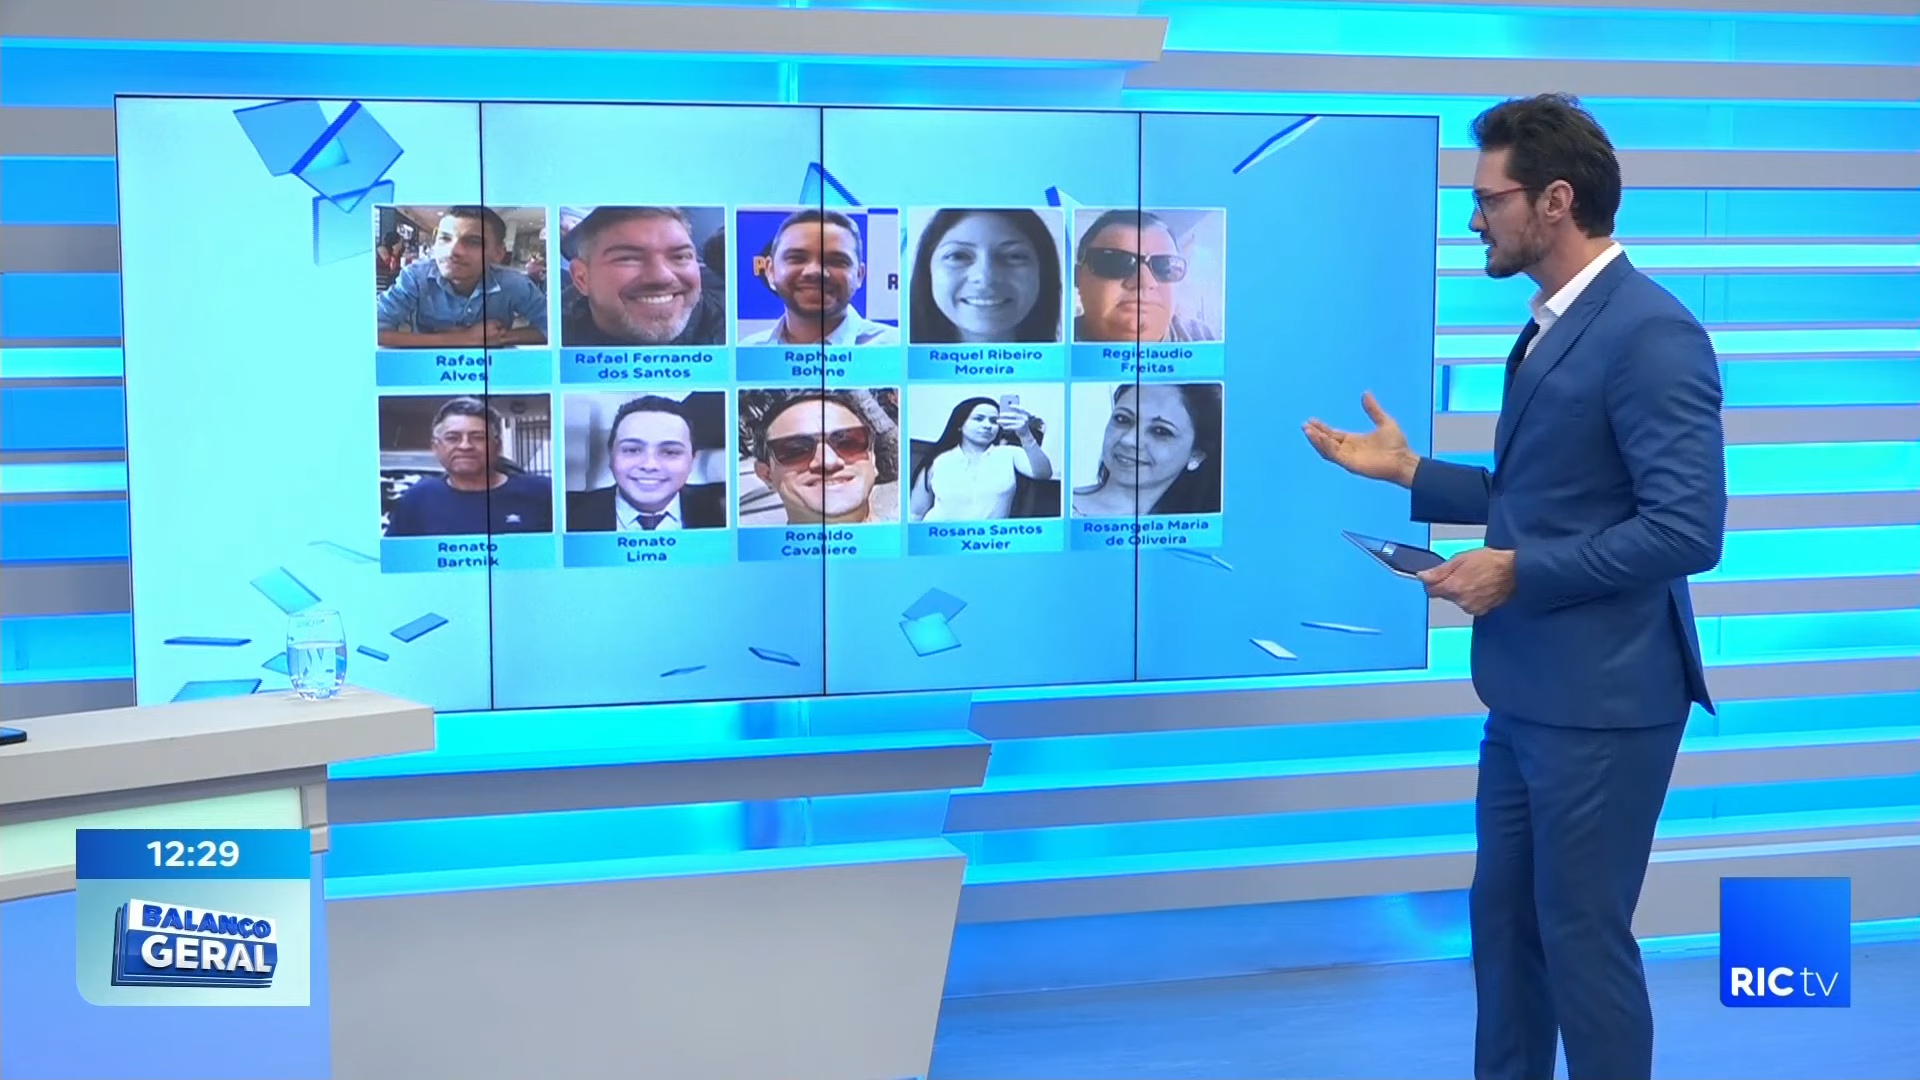 Rafael
Alves
Rafael Fernando
dos Santos
Raphael
Bohne
Raquel Ribeiro
Moreira
Regiclaudio
Freitas
Renato
Bartnik
Renato
Lima
Ronaldo
Cavaliere
Rosana Santos
Xavier
Rosangela Maria
de Oliveira
12:29
BALANÇO
GERAL
RIC tv